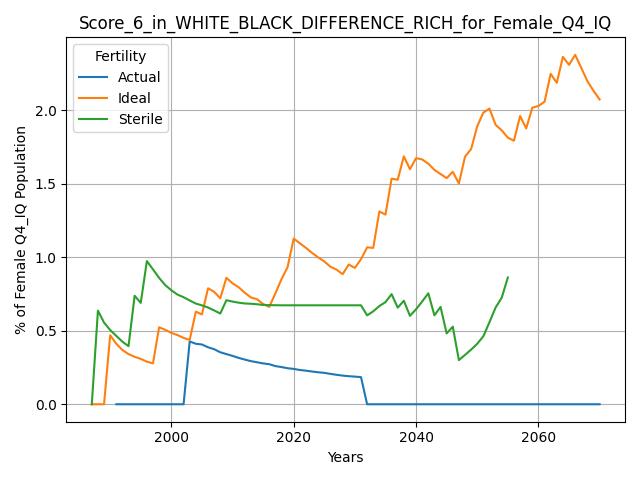 Score_6_in_WHITE_BLACK_DIFFERENCE_RICH_for_Female_Q4_IQ
Fertility
Actual
Ideal
Sterile
% of Female Q4_IQ Population
2.0
1.5
1.0
0.5
0.0
2000
2020
2040
2060
Years